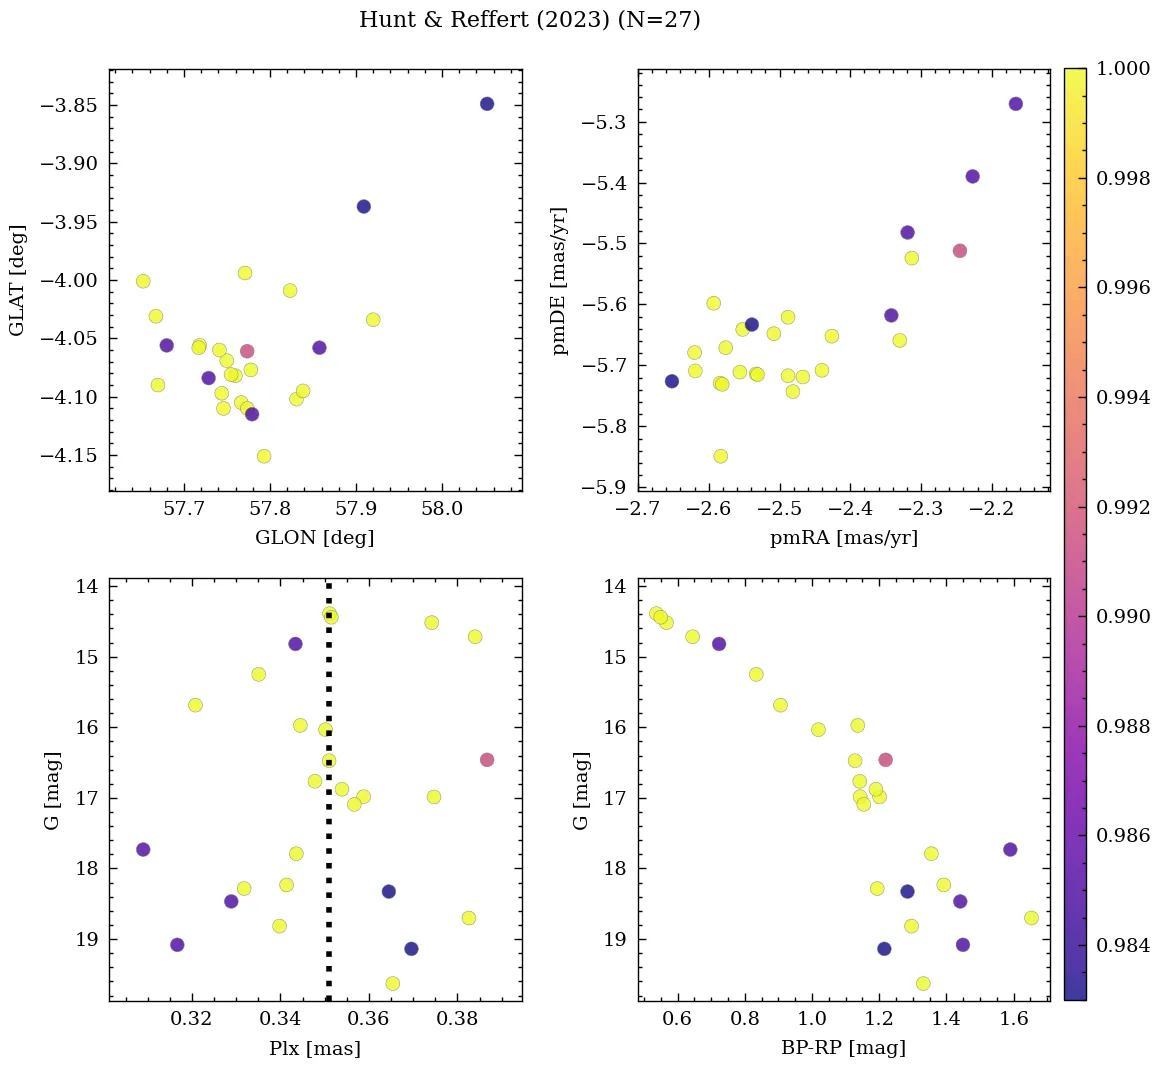 Hunt & Reffert (2023) (N=27)
−3.85
−3.90
−3.95
−4.00
−4.05
−4.10
−4.15
GLAT [deg]
57.7 57.8 57.9 58.0
GLON [deg]
−5.3
−5.4
−5.5
−5.6
−5.7
−5.8
−5.9
pmDE [mas/yr]
−2.7 −2.6 −2.5 −2.4 −2.3 −2.2
pmRA [mas/yr]
1.000
0.998
0.996
0.994
0.992
0.990
0.988
0.986
0.984
14
15
16
17
18
19
G [mag]
0.32 0.34 0.36 0.38
Plx [mas]
14
15
16
17
18
19
G [mag]
0.6 0.8 1.0 1.2 1.4 1.6
BP-RP [mag]